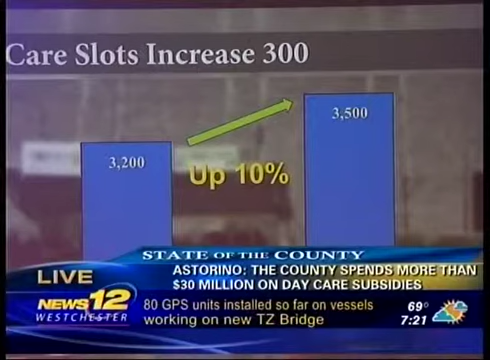 Care Slots Increase 300
3,200
3,500
Up 10%
STATE OF THE COUNTY
LIVE
ASTORINO: THE COUNTY SPENDS MORE THAN
$30 MILLION ON DAY CARE SUBSIDIES
NEWS 12
WESTCHESTER
80 GPS units installed so far on vessels
working on new TZ Bridge
69°
7:21